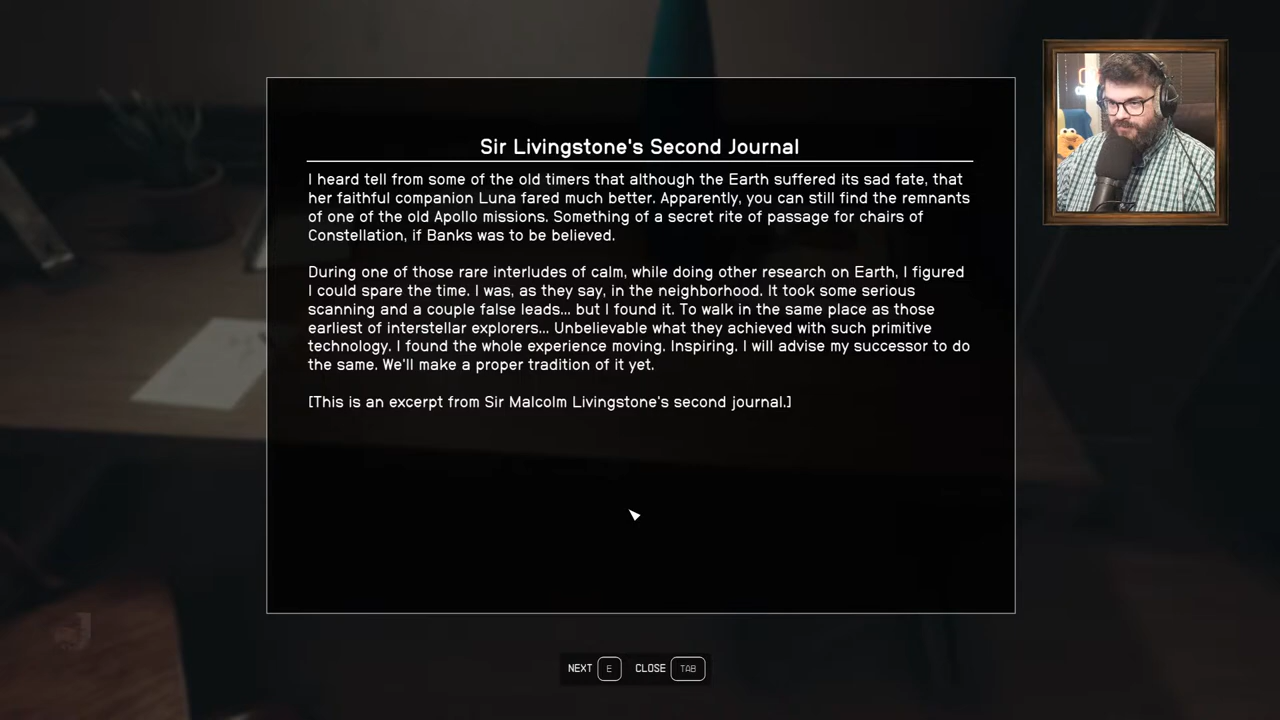 Sir Livingstone's Second Journal
I heard tell from some of the old timers that although the Earth suffered its sad fate, that
her faithful companion Luna fared much better. Apparently, you can still find the remnants
of one of the old Apollo missions. Something of a secret rite of passage for chairs of
Constellation, if Banks was to be believed.
During one of those rare interludes of calm, while doing other research on Earth, I figured
I could spare the time. I was, as they say, in the neighborhood. It took some serious
scanning and a couple false leads... but I found it. To walk in the same place as those
earliest of interstellar explorers... Unbelievable what they achieved with such primitive
technology. I found the whole experience moving. Inspiring. I will advise my successor to do
the same. We'll make a proper tradition of it yet.
[This is an excerpt from Sir Malcolm Livingstone's second journal.]
NEXT E CLOSE TAB